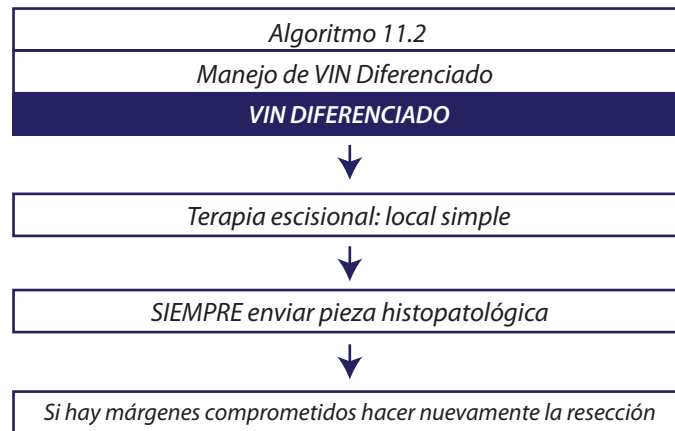 Algoritmo 11.2
Manejo de VIN Diferenciado
VIN DIFERENCIADO
Terapia escisional: local simple
SIEMPRE enviar pieza histopatológica
Si hay márgenes comprometidos hacer nuevamente la resección